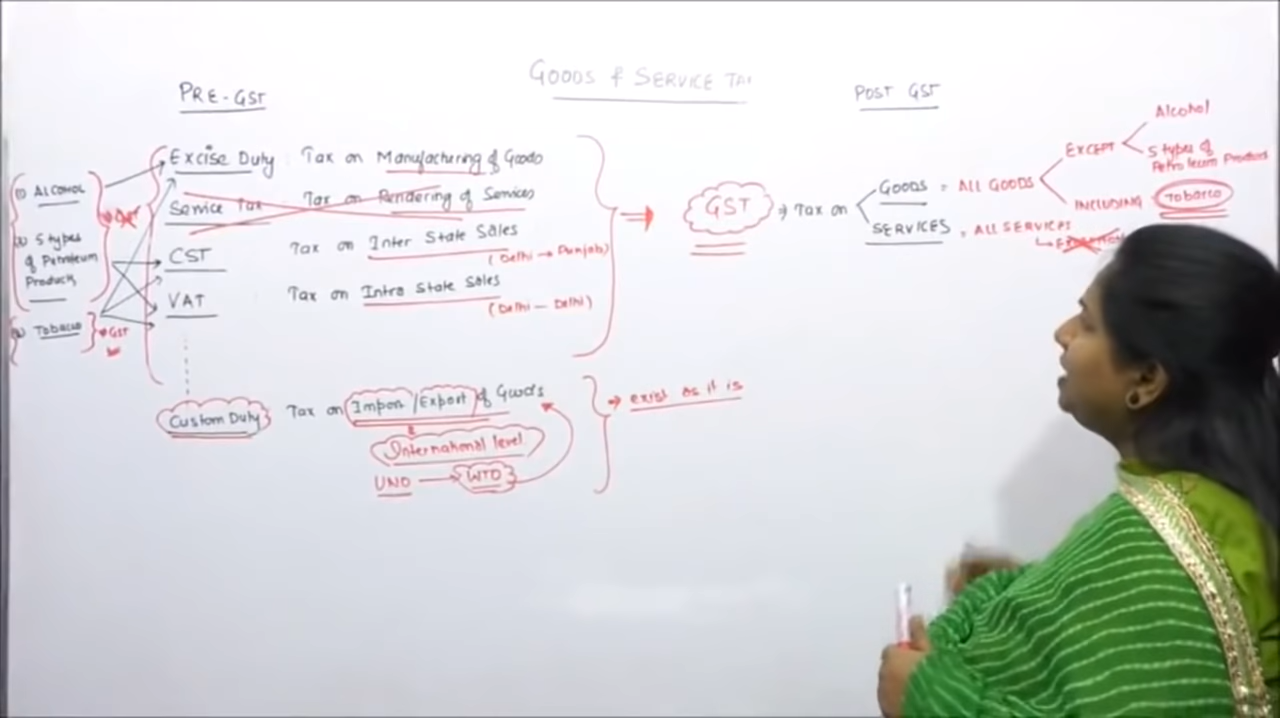 GOODS & SERVICE TAX
PRE-GST
Excise Duty : Tax on Manufacturing of Goods
Service Tax : Tax on Rendering of Services
CST Tax on Inter State Sales
(Delhi → Punjab)
VAT : Tax on Intra State Sales
(Delhi – Delhi)
Custom Duty Tax on Import/Export of Goods
International level
UNO → WTO
→ exist as it is
(1) ALCOHOL
5 types
of Petroleum
Products
Tobacco
→ GST
GST → Tax on
POST GST
GOODS = ALL GOODS
EXCEPT
Alcohol
5 types of
Petroleum Product
INCLUDING Tobacco
SERVICES = ALL SERVICES